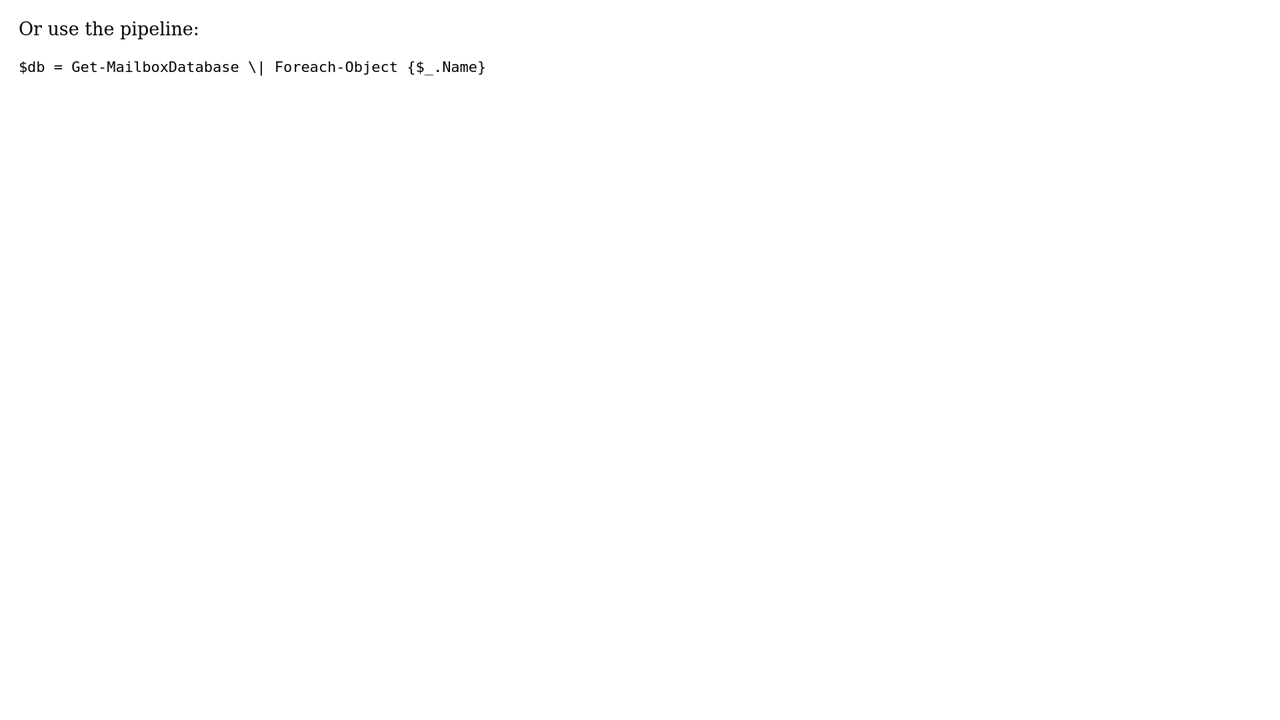 Or use the pipeline:
$db = Get-MailboxDatabase \| Foreach-Object {$_.Name}